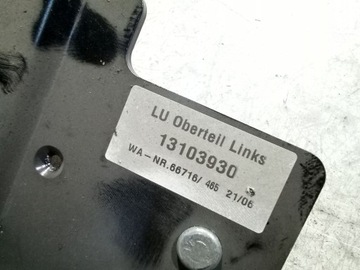 LU Oberteil Links
13103930
WA-NR.66716/ 465 21/06